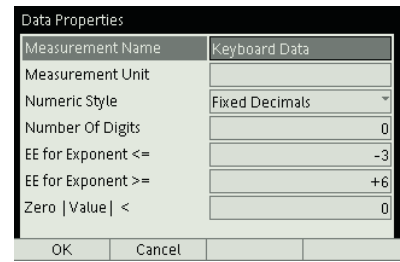 Data Properties
Measurement Name Keyboard Data
Measurement Unit
Numeric Style Fixed Decimals
Number Of Digits 0
EE for Exponent <= -3
EE for Exponent >= +6
Zero |Value| < 0
OK Cancel